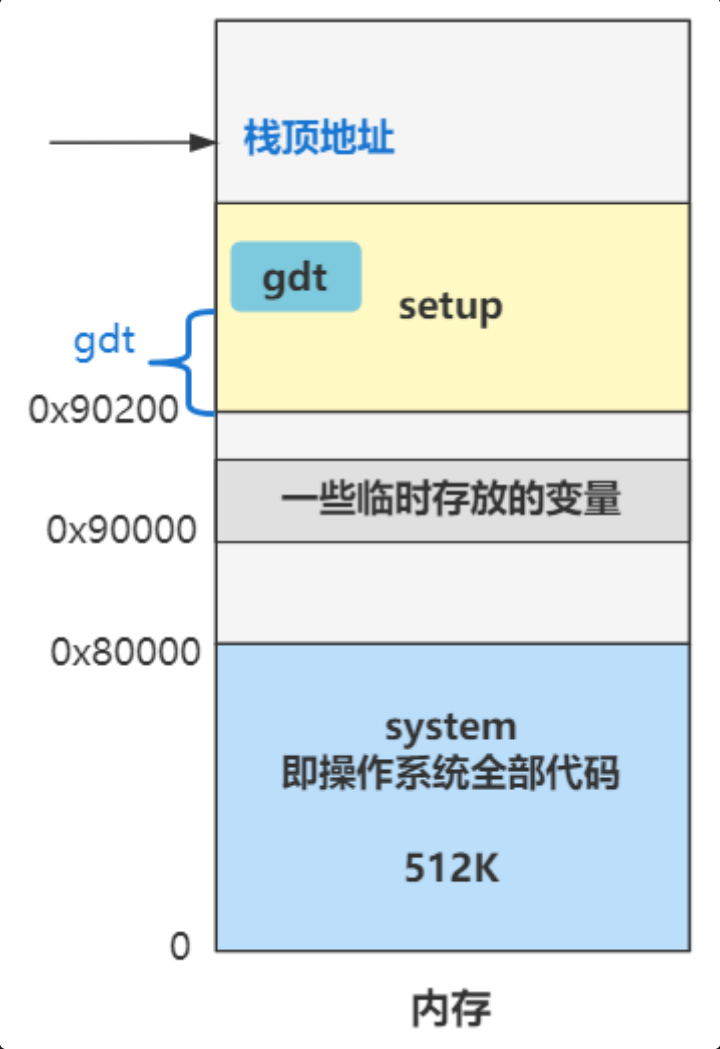 栈顶地址
gdt
setup
gdt
0x90200
一些临时存放的变量
0x90000
0x80000
system
即操作系统全部代码
512K
0
内存